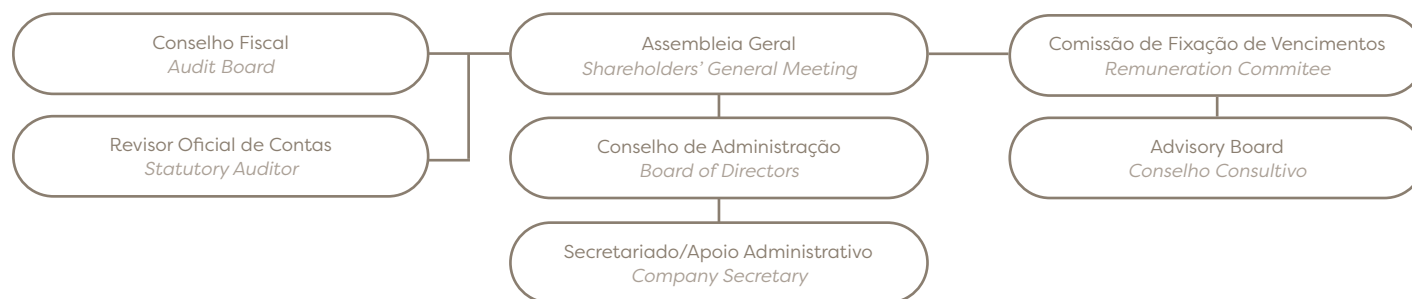 Conselho Fiscal
Audit Board
Assembleia Geral
Shareholders’ General Meeting
Comissão de Fixação de Vencimentos
Remuneration Commitee
Revisor Oficial de Contas
Statutory Auditor
Conselho de Administração
Board of Directors
Advisory Board
Conselho Consultivo
Secretariado/Apoio Administrativo
Company Secretary